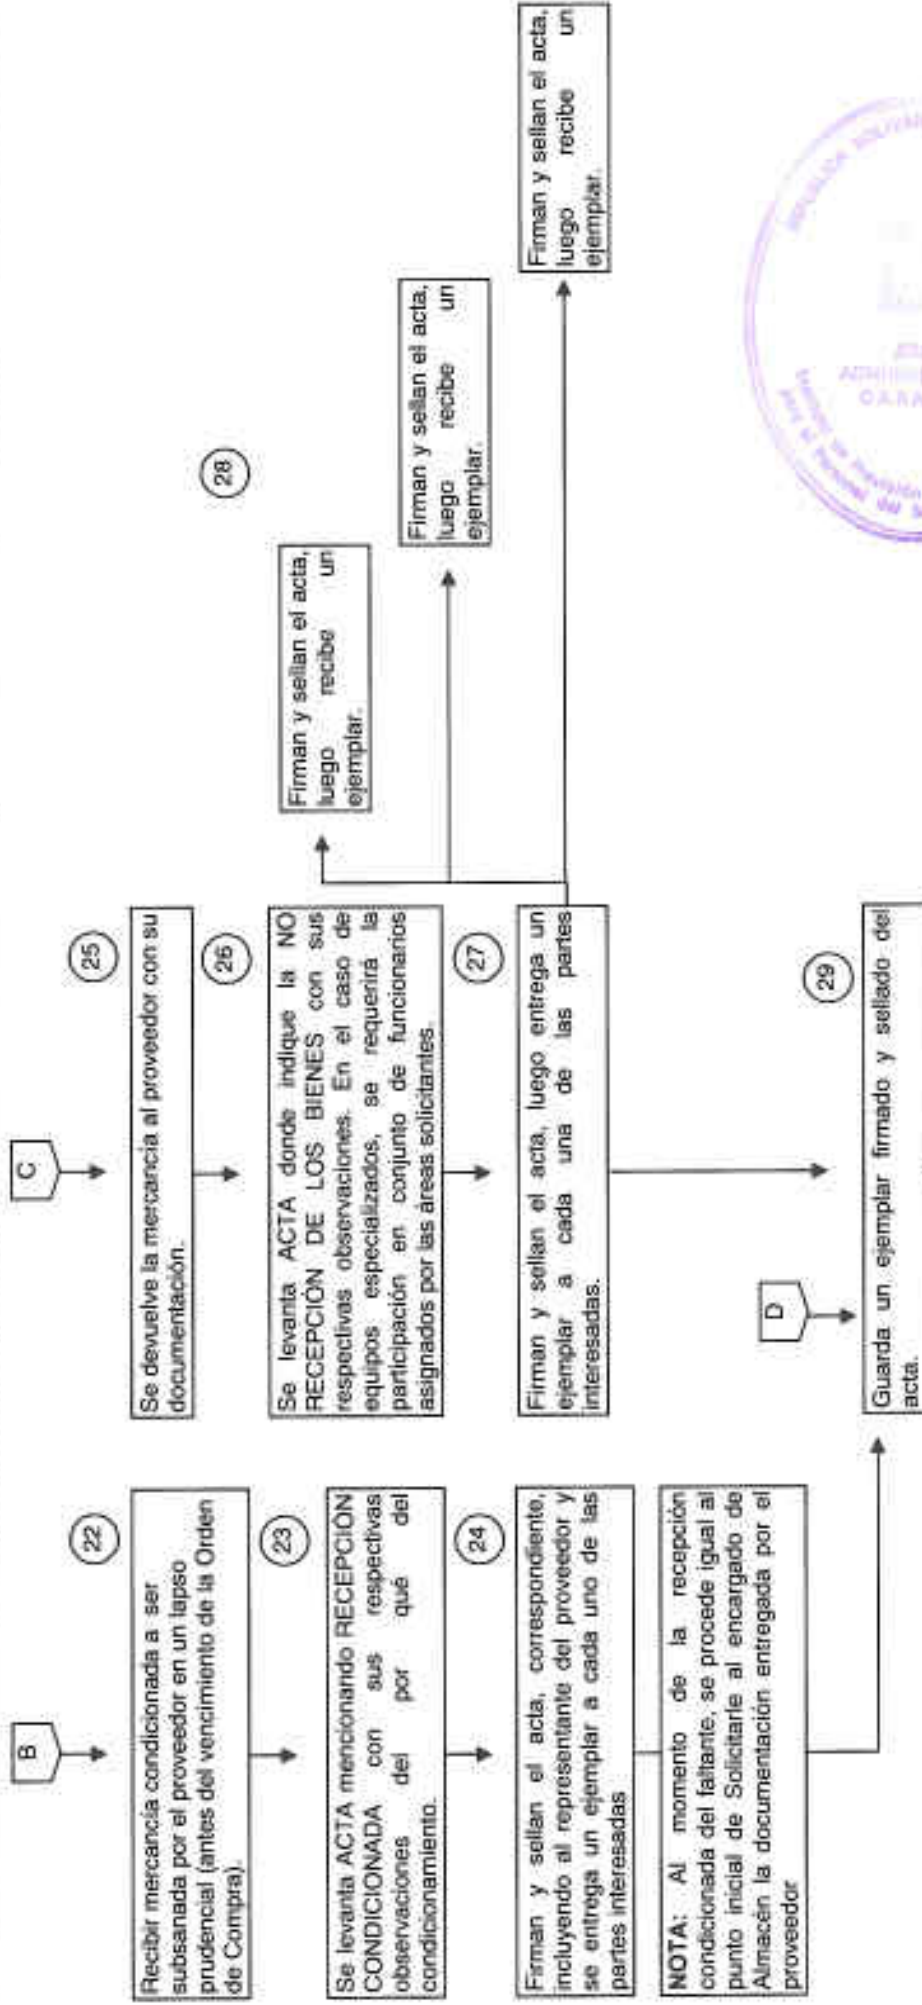 B
22
Recibir mercancía condicionada a ser
subsanada por el proveedor en un lapso
prudencial (antes del vencimiento de la Orden
de Compra).
23
Se levanta ACTA mencionando RECEPCIÓN
CONDICIONADA con sus respectivas
observaciones del por qué del
condicionamiento.
24
Firman y sellan el acta, correspondiente,
incluyendo al representante del proveedor y
se entrega un ejemplar a cada uno de las
partes interesadas
NOTA: Al momento de la recepción
condicionada del faltante, se procede igual al
punto inicial de Solicitarle al encargado de
Almacén la documentación entregada por el
proveedor
C
25
Se devuelve la mercancía al proveedor con su
documentación.
26
Se levanta ACTA donde indique la NO
RECEPCIÓN DE LOS BIENES con sus
respectivas observaciones. En el caso de
equipos especializados, se requerirá la
participación en conjunto de funcionarios
asignados por las áreas solicitantes.
27
Firman y sellan el acta, luego entrega un
ejemplar a cada una de las partes
interesadas.
28
Firman y sellan el acta,
luego recibe un
ejemplar.
Firman y sellan el acta,
luego recibe un
ejemplar.
Firman y sellan el acta,
luego recibe un
ejemplar.
D
29
Guarda un ejemplar firmado y sellado del
acta.